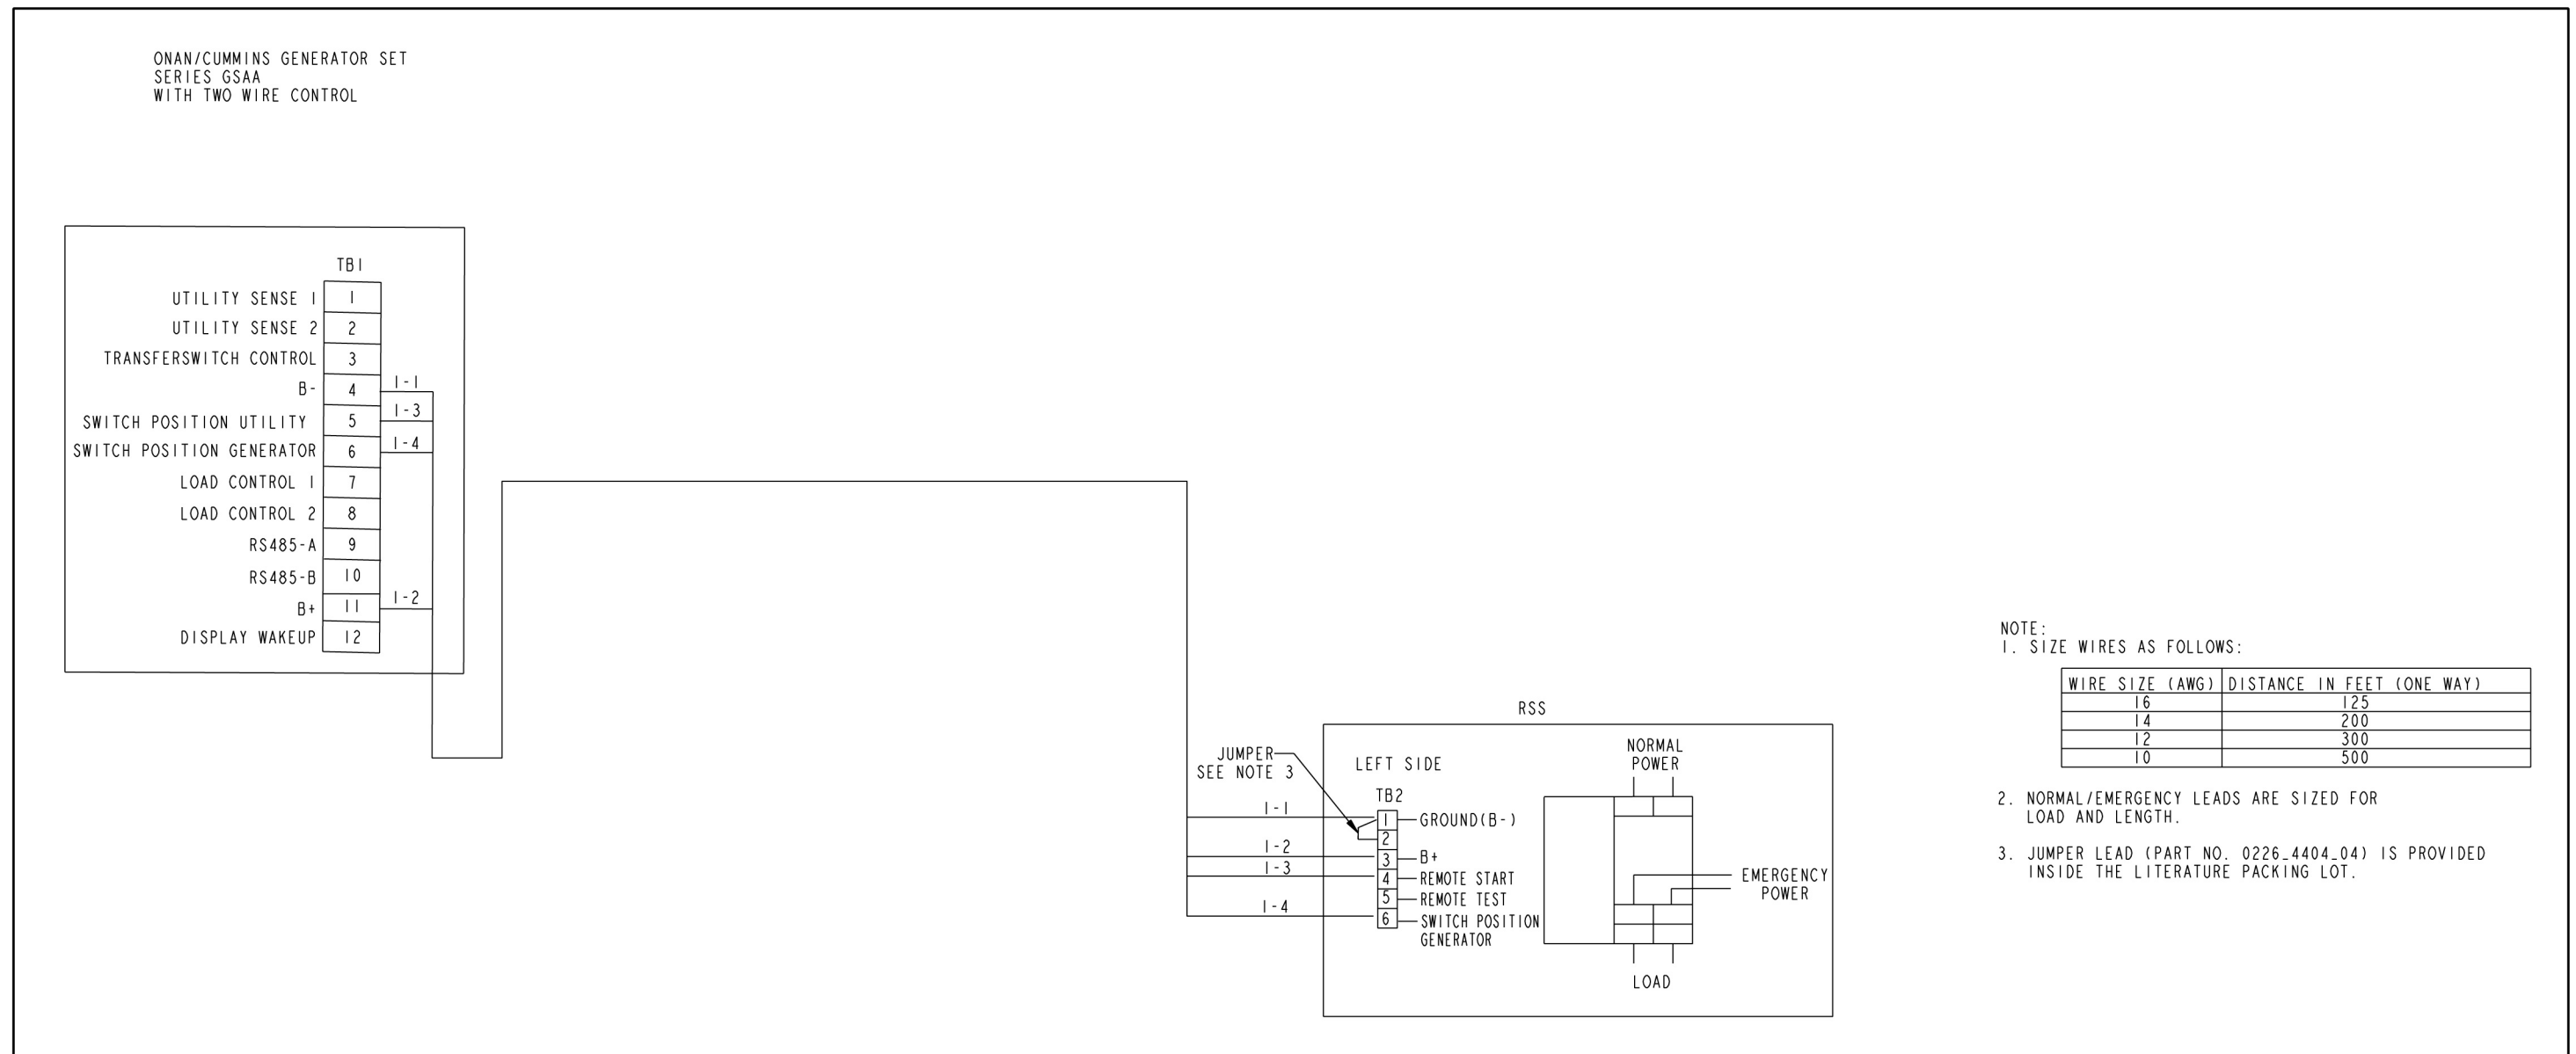 ONAN/CUMMINS GENERATOR SET
SERIES GSAA
WITH TWO WIRE CONTROL
TB1
UTILITY SENSE 1 1
UTILITY SENSE 2 2
TRANSFERSWITCH CONTROL 3
B- 4 1-1
SWITCH POSITION UTILITY 5 1-3
SWITCH POSITION GENERATOR 6 1-4
LOAD CONTROL 1 7
LOAD CONTROL 2 8
RS485-A 9
RS485-B 10
B+ 11 1-2
DISPLAY WAKEUP 12
RSS
JUMPER
SEE NOTE 3
LEFT SIDE
TB2
1-1 1 GROUND(B-)
2
1-2 3 B+
1-3 4 REMOTE START
5 REMOTE TEST
1-4 6 SWITCH POSITION
GENERATOR
NORMAL
POWER
EMERGENCY
POWER
LOAD
NOTE:
1. SIZE WIRES AS FOLLOWS:
WIRE SIZE (AWG) DISTANCE IN FEET (ONE WAY)
16 125
14 200
12 300
10 500
2. NORMAL/EMERGENCY LEADS ARE SIZED FOR
LOAD AND LENGTH.
3. JUMPER LEAD (PART NO. 0226_4404_04) IS PROVIDED
INSIDE THE LITERATURE PACKING LOT.